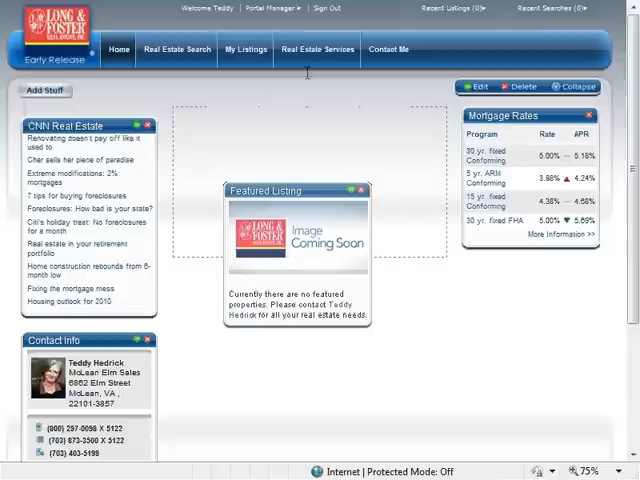 Welcome Teddy
Portal Manager
Sign Out
Recent Listings (0)
Recent Searches (0)
LONG & FOSTER
REAL ESTATE, INC.
Early Release
Home
Real Estate Search
My Listings
Real Estate Services
Contact Me
Add Stuff
Edit
Delete
Collapse
CNN Real Estate
Renovating doesn't pay off like it
used to
Cher sells her piece of paradise
Extreme modifications: 2%
mortgages
7 tips for buying foreclosures
Foreclosures: How bad is your state?
Citi's holiday treat: No foreclosures
for a month
Real estate in your retirement
portfolio
Home construction rebounds from 6-
month low
Fixing the mortgage mess
Housing outlook for 2010
Featured Listing
LONG &
FOSTER
Image
Coming Soon
Currently there are no featured
properties. Please contact Teddy
Hedrick for all your real estate needs.
Mortgage Rates
Program Rate APR
30 yr. fixed
Conforming
5.00% 5.18%
5 yr. ARM
Conforming
3.88% 4.24%
15 yr. fixed
Conforming
4.38% 4.68%
30 yr. fixed FHA 5.00% 5.89%
More Information >>
Contact Info
Teddy Hedrick
McLean Elm Sales
6862 Elm Street
McLean, VA ,
22101-3857
(800) 297-0098 X 5122
(703) 873-3500 X 5122
(703) 403-5199
Internet | Protected Mode: Off
75%